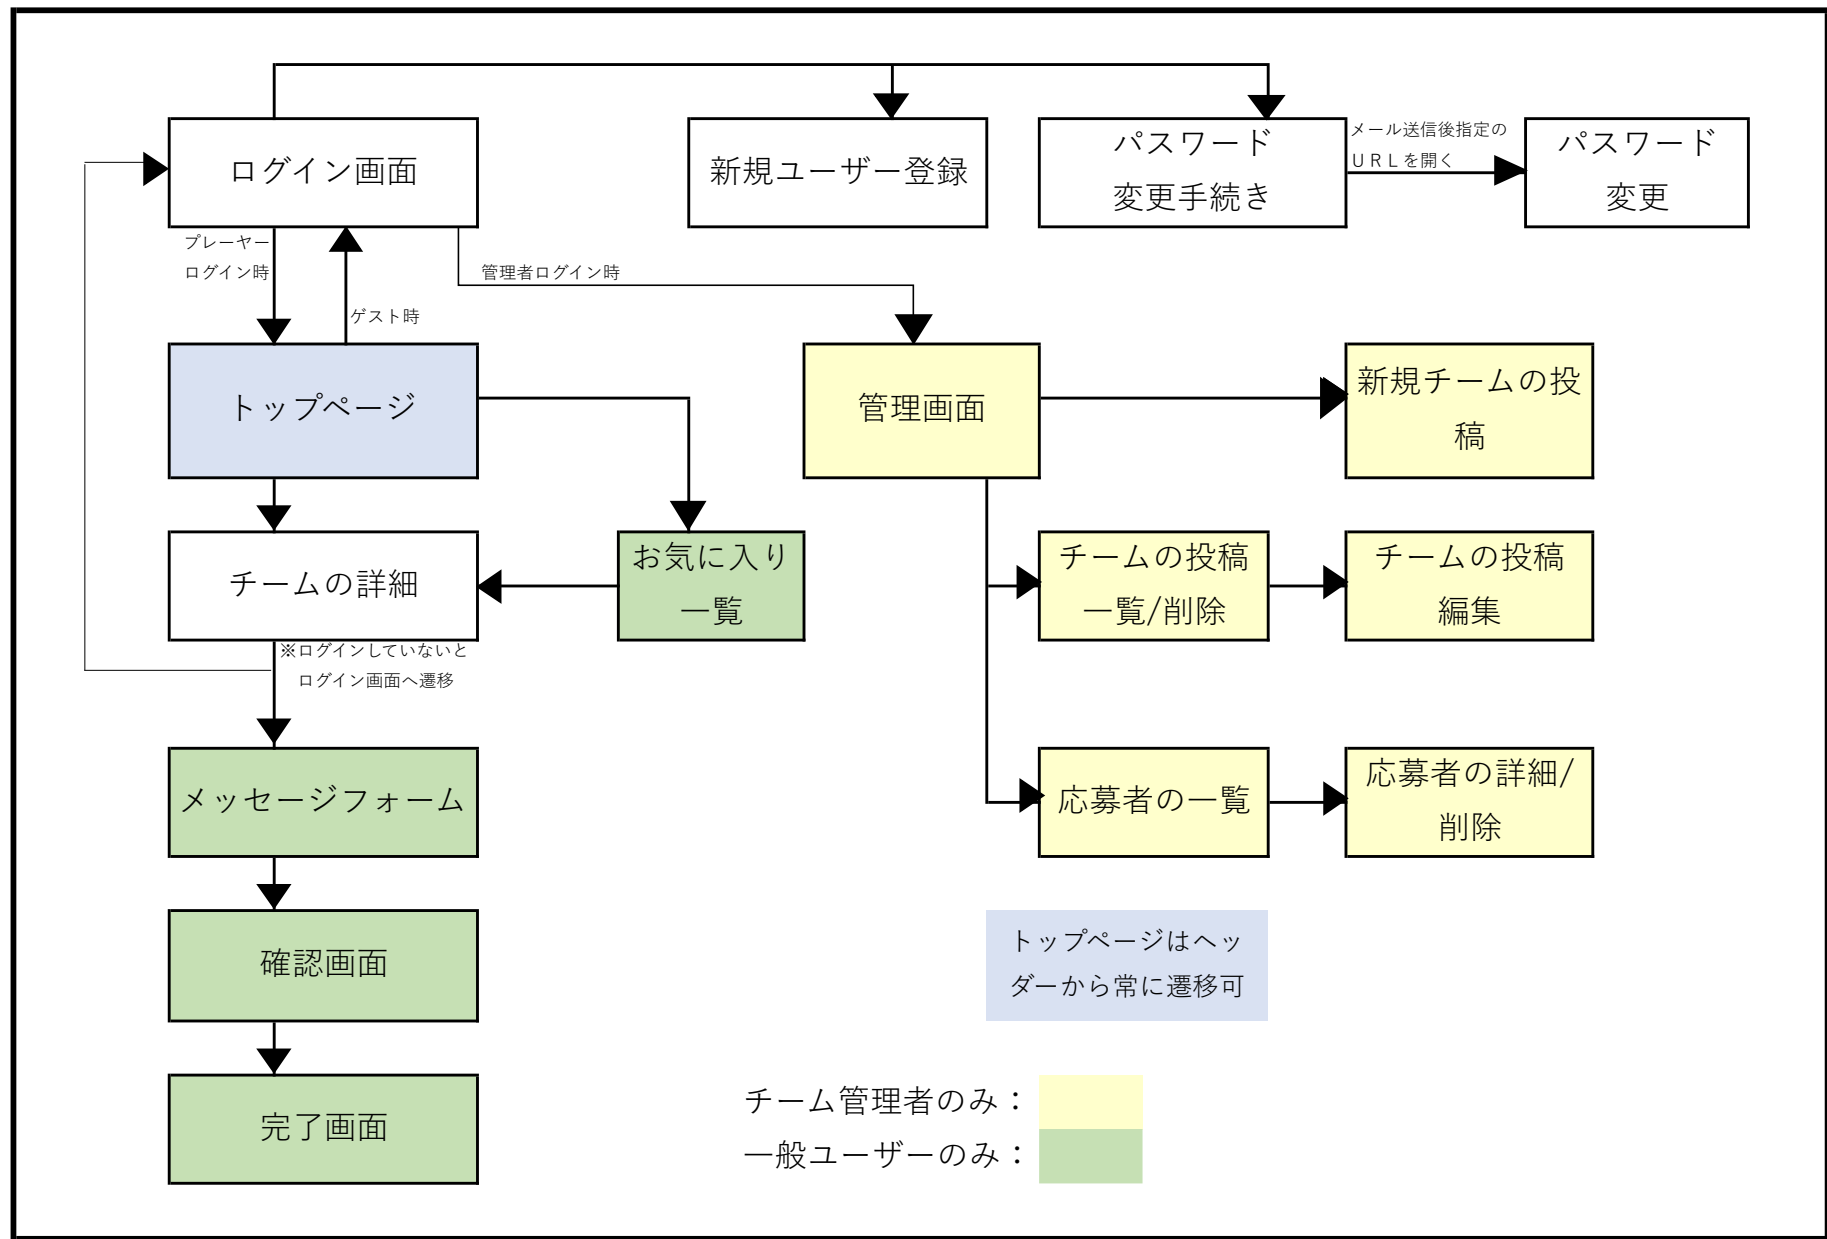 ログイン画面
新規ユーザー登録
パスワード
変更手続き
メール送信後指定の
ＵＲＬを開く
パスワード
変更
プレーヤー
ログイン時
ゲスト時
管理者ログイン時
トップページ
管理画面
新規チームの投
稿
チームの詳細
お気に入り
一覧
チームの投稿
一覧/削除
チームの投稿
編集
※ログインしていないと
ログイン画面へ遷移
メッセージフォーム
応募者の一覧
応募者の詳細/
削除
確認画面
トップページはヘッ
ダーから常に遷移可
完了画面
チーム管理者のみ：
一般ユーザーのみ：